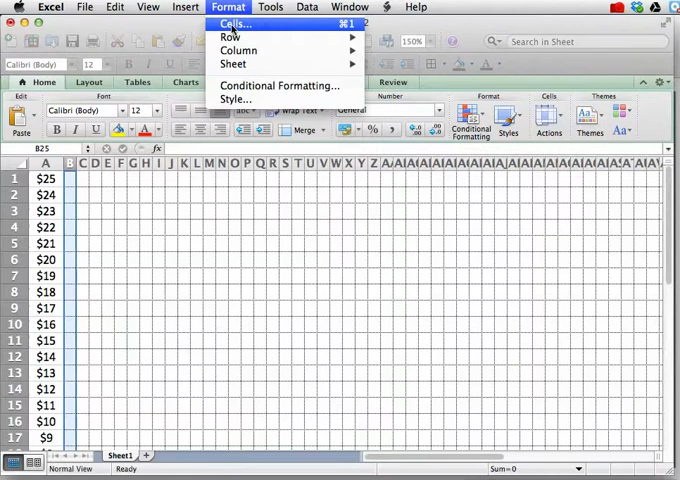 Excel File Edit View Insert Format Tools Data Window Help
Cells... ⌘1
Row
Column
Sheet
Conditional Formatting...
Style...
150% Search in Sheet
Calibri (Body) 12
Home Layout Tables Charts Review
Edit Number Format Cells Themes
Paste Calibri (Body) 12 abc Wrap Text General
B I U A Merge % , Conditional Formatting Styles Actions Themes Aa
B25 fx
A B C D E F G H I J K L M N O P Q R S T U V W X Y Z
1 $25
2 $24
3 $23
4 $22
5 $21
6 $20
7 $19
8 $18
9 $17
10 $16
11 $15
12 $14
13 $13
14 $12
15 $11
16 $10
17 $9
Sheet1
Normal View Ready Sum=0